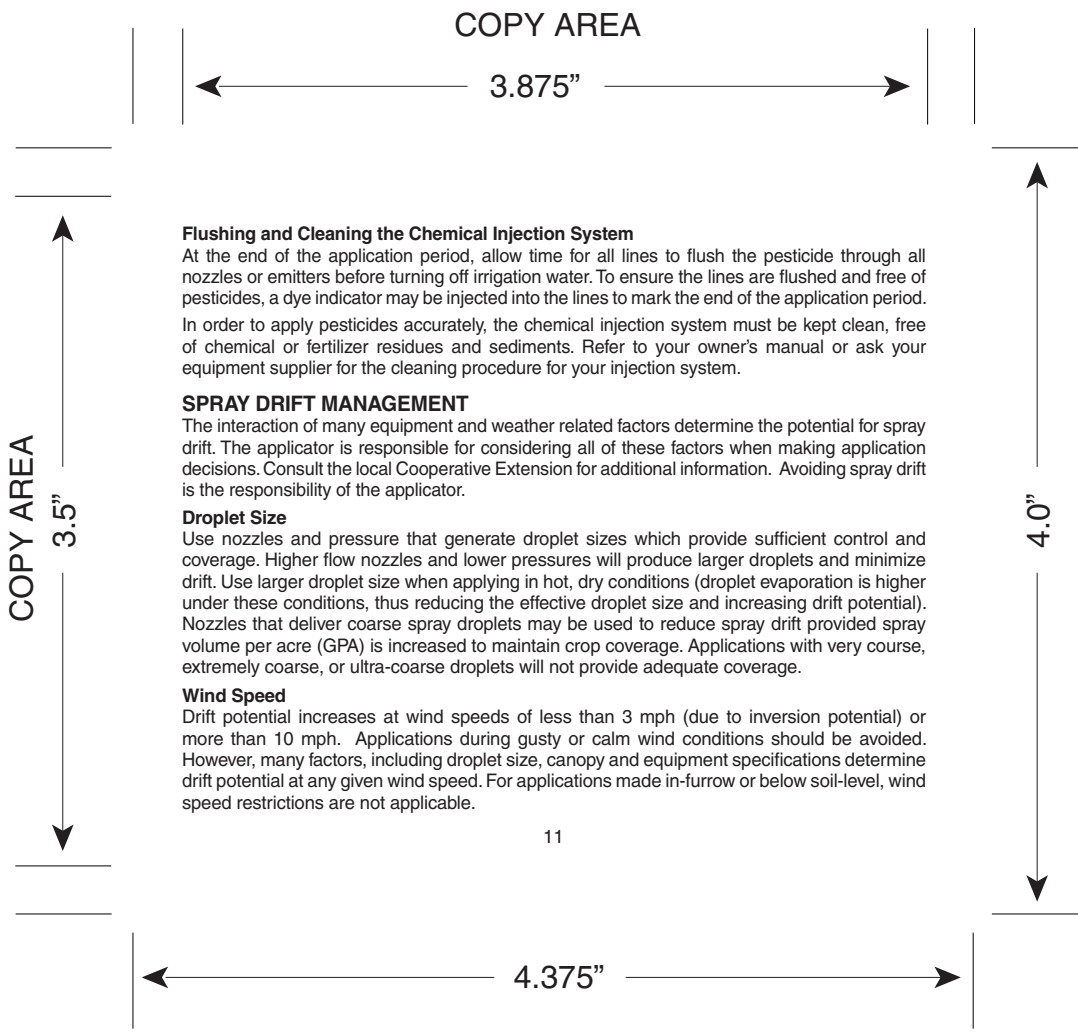 COPY AREA
3.875”
Flushing and Cleaning the Chemical Injection System
At the end of the application period, allow time for all lines to flush the pesticide through all
nozzles or emitters before turning off irrigation water. To ensure the lines are flushed and free of
pesticides, a dye indicator may be injected into the lines to mark the end of the application period.
In order to apply pesticides accurately, the chemical injection system must be kept clean, free
of chemical or fertilizer residues and sediments. Refer to your owner’s manual or ask your
equipment supplier for the cleaning procedure for your injection system.
SPRAY DRIFT MANAGEMENT
The interaction of many equipment and weather related factors determine the potential for spray
drift. The applicator is responsible for considering all of these factors when making application
decisions. Consult the local Cooperative Extension for additional information. Avoiding spray drift
is the responsibility of the applicator.
Droplet Size
Use nozzles and pressure that generate droplet sizes which provide sufficient control and
coverage. Higher flow nozzles and lower pressures will produce larger droplets and minimize
drift. Use larger droplet size when applying in hot, dry conditions (droplet evaporation is higher
under these conditions, thus reducing the effective droplet size and increasing drift potential).
Nozzles that deliver coarse spray droplets may be used to reduce spray drift provided spray
volume per acre (GPA) is increased to maintain crop coverage. Applications with very course,
extremely coarse, or ultra-coarse droplets will not provide adequate coverage.
Wind Speed
Drift potential increases at wind speeds of less than 3 mph (due to inversion potential) or
more than 10 mph. Applications during gusty or calm wind conditions should be avoided.
However, many factors, including droplet size, canopy and equipment specifications determine
drift potential at any given wind speed. For applications made in-furrow or below soil-level, wind
speed restrictions are not applicable.
11
COPY AREA
3.5”
4.0”
4.375”